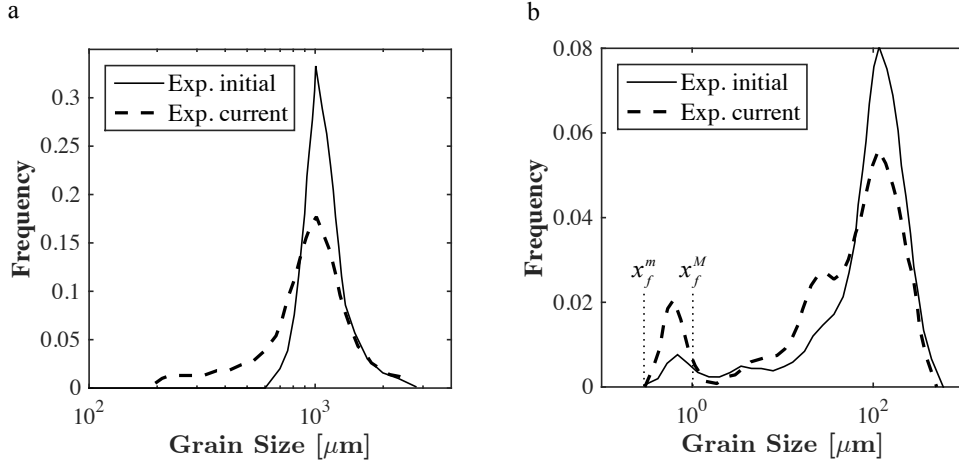 a
Exp. initial
Exp. current
Frequency
0.3
0.25
0.2
0.15
0.1
0.05
0
10^2
10^3
Grain Size [μm]
b
Exp. initial
Exp. current
Frequency
0.08
0.06
0.04
0.02
0
x_f^m
x_f^M
10^0
10^2
Grain Size [μm]